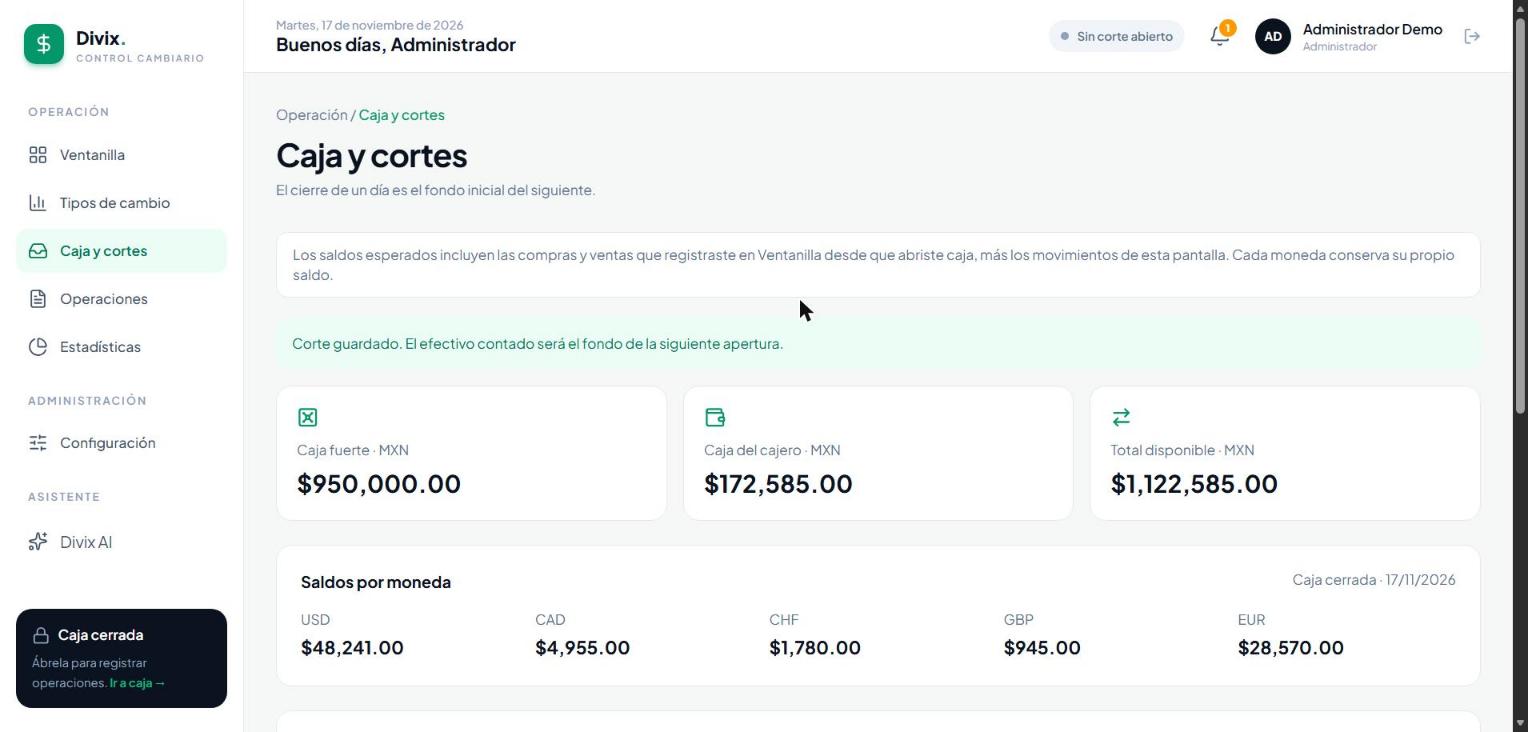 Divix.
CONTROL CAMBIARIO
OPERACIÓN
Ventanilla
Tipos de cambio
Caja y cortes
Operaciones
Estadísticas
ADMINISTRACIÓN
Configuración
ASISTENTE
Divix AI
Caja cerrada
Ábrela para registrar
operaciones. Ir a caja →
Martes, 17 de noviembre de 2026
Buenos días, Administrador
Sin corte abierto
1
AD
Administrador Demo
Administrador
Operación / Caja y cortes
Caja y cortes
El cierre de un día es el fondo inicial del siguiente.
Los saldos esperados incluyen las compras y ventas que registraste en Ventanilla desde que abriste caja, más los movimientos de esta pantalla. Cada moneda conserva su propio
saldo.
Corte guardado. El efectivo contado será el fondo de la siguiente apertura.
Caja fuerte · MXN
$950,000.00
Caja del cajero · MXN
$172,585.00
Total disponible · MXN
$1,122,585.00
Saldos por moneda
Caja cerrada · 17/11/2026
USD
$48,241.00
CAD
$4,955.00
CHF
$1,780.00
GBP
$945.00
EUR
$28,570.00